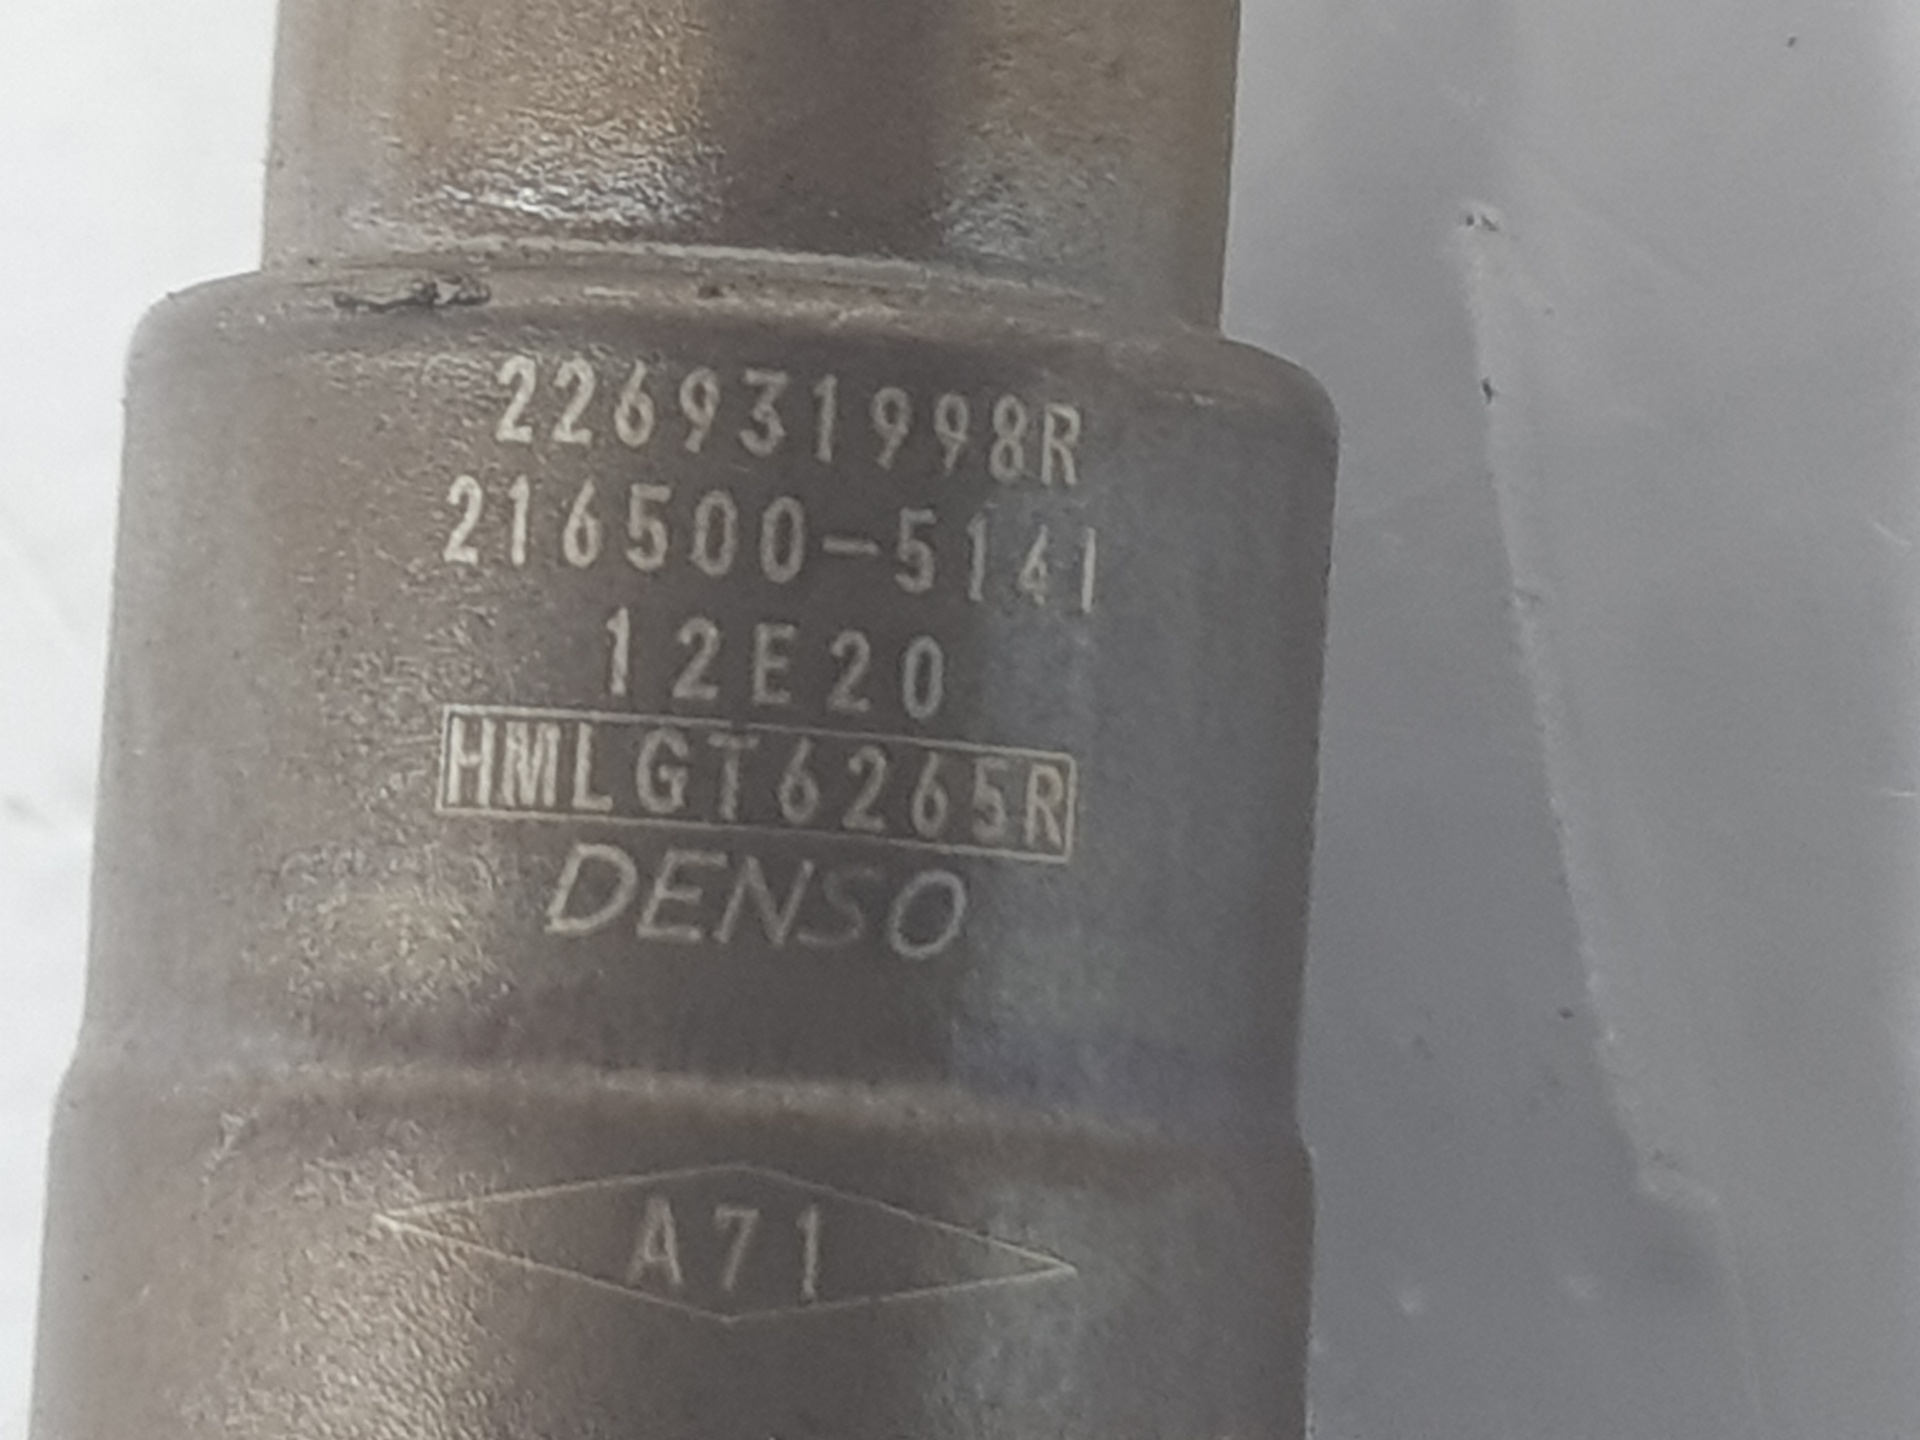 226931998R
216500-5141
12E20
HMLGT6265R
DENSO
A71